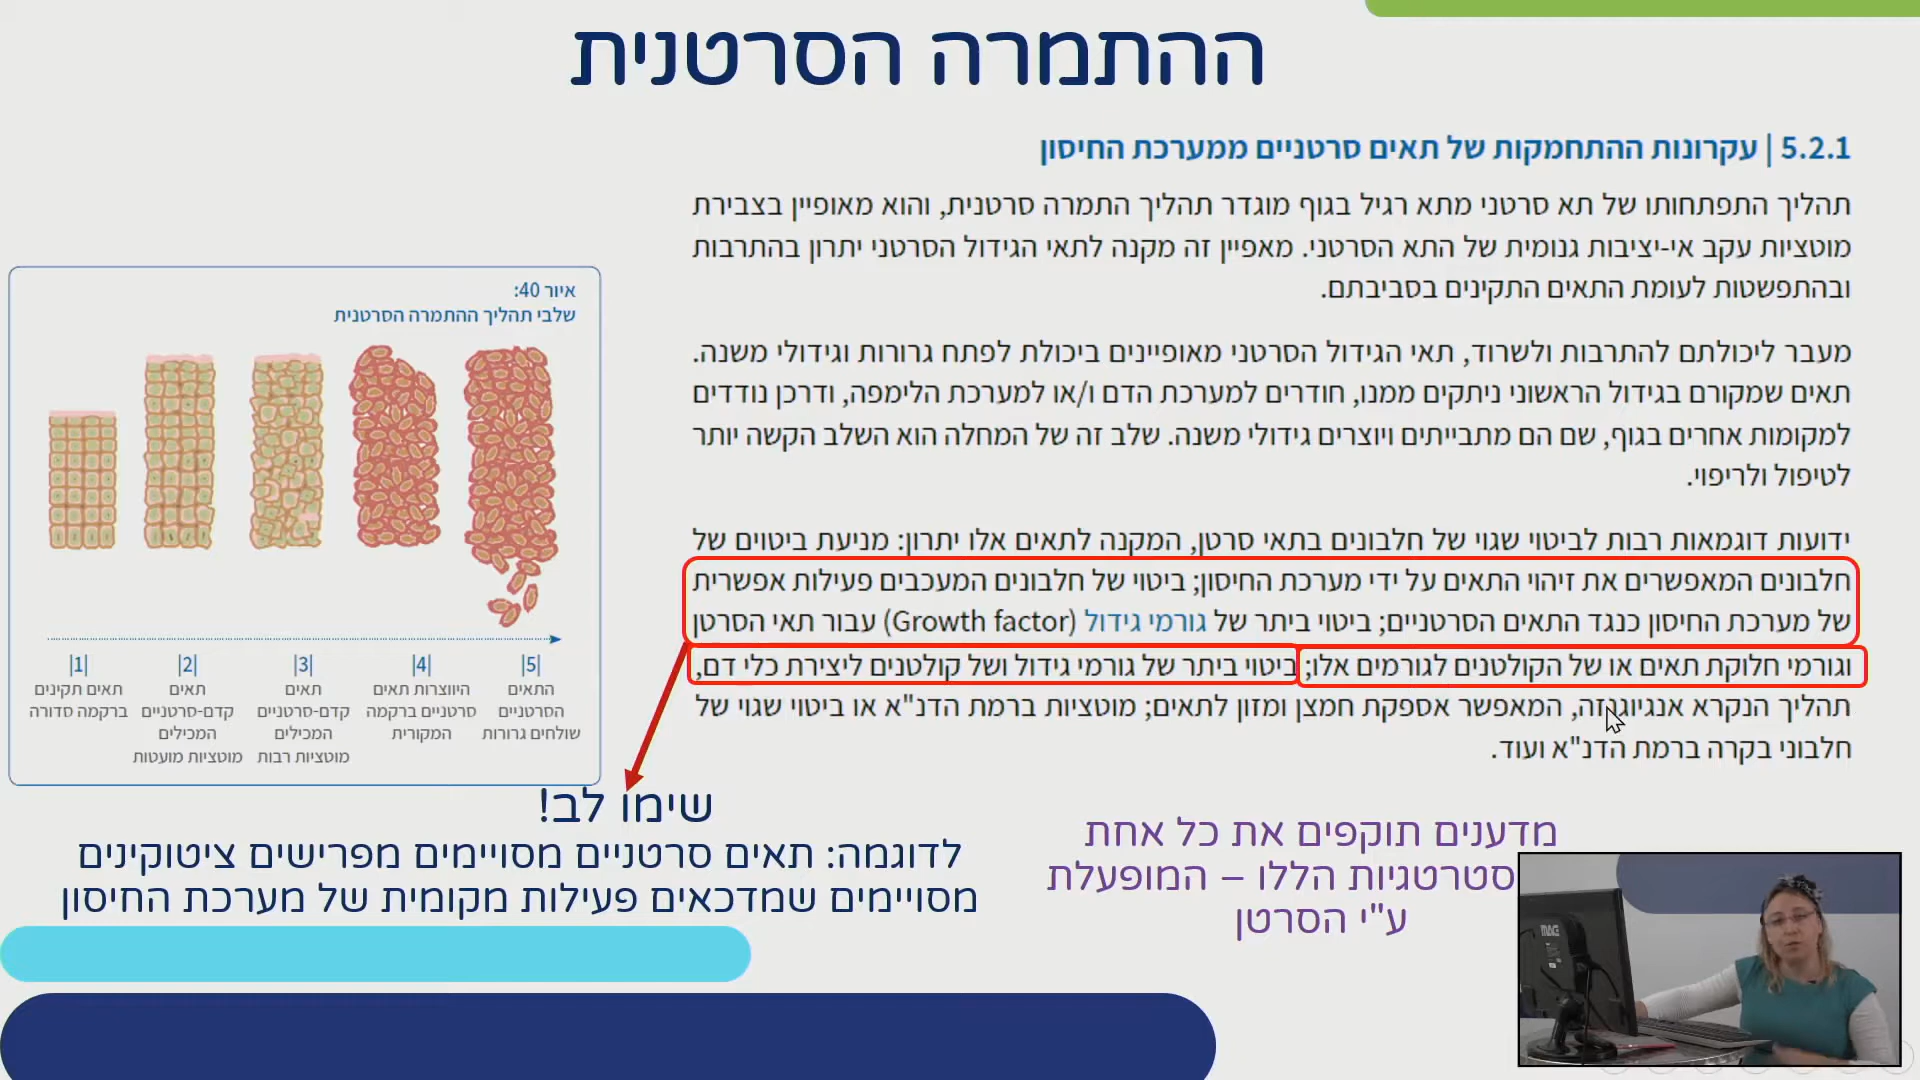 ההתמרה הסרטנית
5.2.1 | עקרונות ההתחמקות של תאים סרטניים ממערכת החיסון
תהליך התפתחותו של תא סרטני מתא רגיל בגוף מוגדר תהליך התמרה סרטנית, והוא מאופיין בצבירת
מוטציות עקב אי-יציבות גנומית של התא הסרטני. מאפיין זה מקנה לתאי הגידול הסרטני יתרון בהתרבות
ובהתפשטות לעומת התאים התקינים בסביבתם.
מעבר ליכולתם להתרבות ולשרוד, תאי הגידול הסרטני מאופיינים ביכולת לפתח גרורות וגידולי משנה.
תאים שמקורם בגידול הראשוני ניתקים ממנו, חודרים למערכת הדם ו/או למערכת הלימפה, ודרכן נודדים
למקומות אחרים בגוף, שם הם מתבייתים ויוצרים גידולי משנה. שלב זה של המחלה הוא השלב הקשה יותר
לטיפול ולריפוי.
ידועות דוגמאות רבות לביטוי שגוי של חלבונים בתאי סרטן, המקנה לתאים אלו יתרון: מניעת ביטוים של
חלבונים המאפשרים את זיהוי התאים על ידי מערכת החיסון; ביטוי של חלבונים המעכבים פעילות אפשרית
של מערכת החיסון כנגד התאים הסרטניים; ביטוי ביתר של גורמי גידול (Growth factor) עבור תאי הסרטן
וגורמי חלוקת תאים או של הקולטנים לגורמים אלו; ביטוי ביתר של גורמי גידול ושל קולטנים ליצירת כלי דם,
תהליך הנקרא אנגיוגנזה, המאפשר אספקת חמצן ומזון לתאים; מוטציות ברמת הדנ"א או ביטוי שגוי של
חלבוני בקרה ברמת הדנ"א ועוד.
איור 40:
שלבי תהליך ההתמרה הסרטנית
|1|
תאים תקינים
ברקמה סדורה
|2|
תאים
קדם-סרטניים
המכילים
מוטציות מועטות
|3|
תאים
קדם-סרטניים
המכילים
מוטציות רבות
|4|
היווצרות תאים
סרטניים ברקמה
המקורית
|5|
התאים
הסרטניים
שולחים גרורות
שימו לב!
לדוגמה: תאים סרטניים מסויימים מפרישים ציטוקינים
מסויימים שמדכאים פעילות מקומית של מערכת החיסון
מדענים תוקפים את כל אחת
סטרטגיות הללו – המופעלת
ע"י הסרטן
MAG